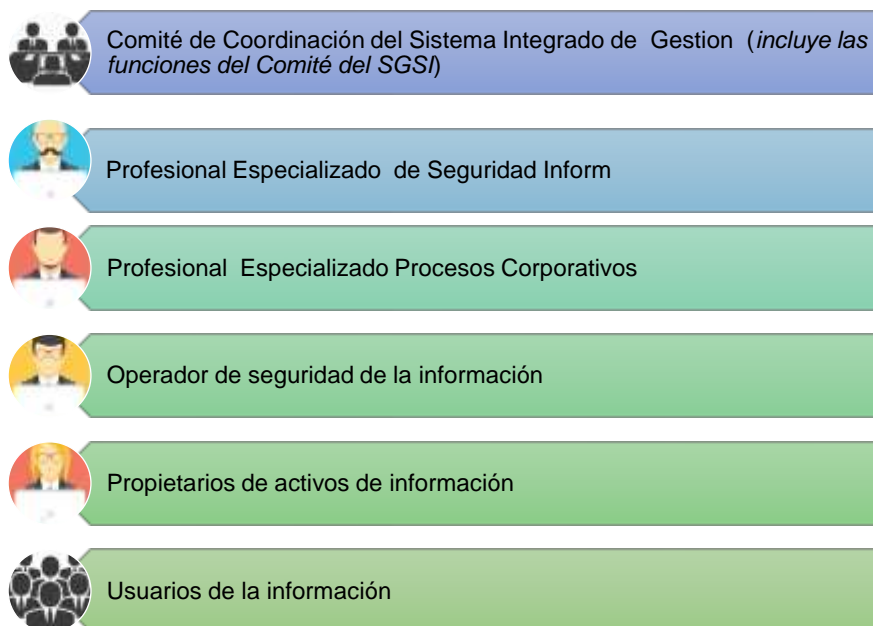 Comité de Coordinación del Sistema Integrado de Gestion (incluye las
funciones del Comité del SGSI)
Profesional Especializado de Seguridad Inform
Profesional Especializado Procesos Corporativos
Operador de seguridad de la información
Propietarios de activos de información
Usuarios de la información